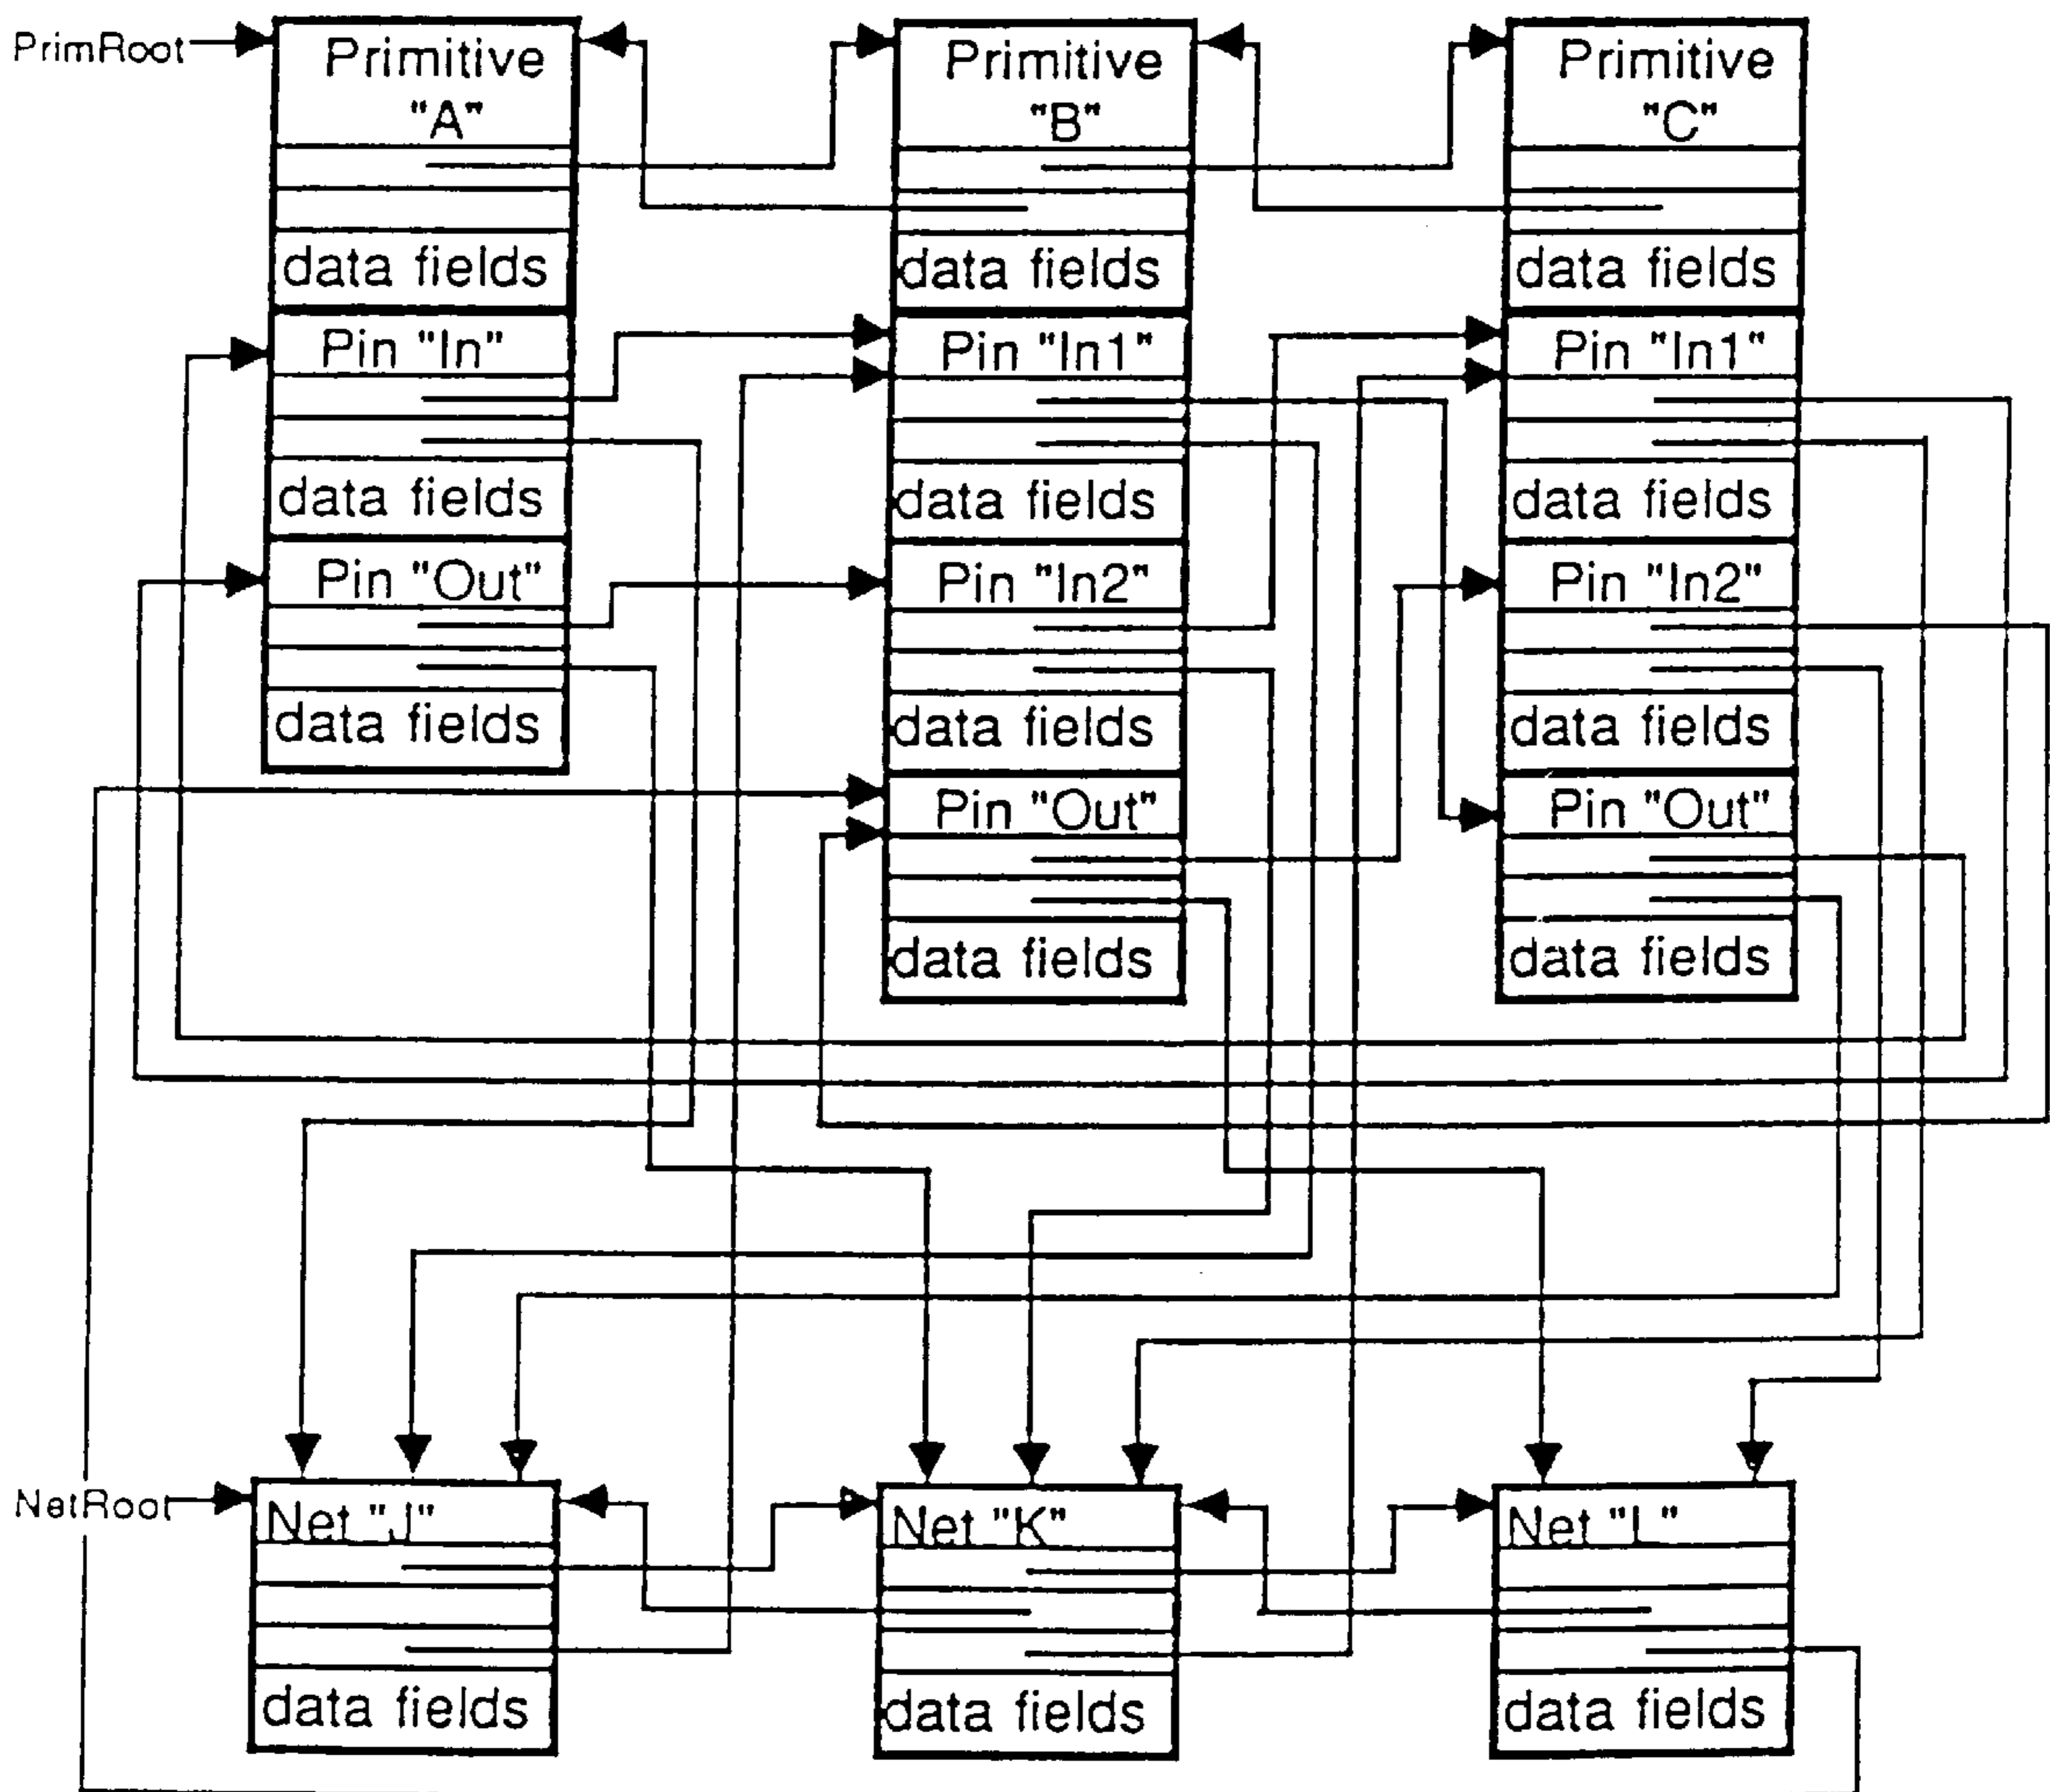 PrimRoot
Primitive
"A"
data fields
Pin "In"
data fields
Pin "Out"
data fields
Primitive
"B"
data fields
Pin "In1"
data fields
Pin "In2"
data fields
Pin "Out"
data fields
Primitive
"C"
data fields
Pin "In1"
data fields
Pin "In2"
data fields
Pin "Out"
data fields
NetRoot
Net "J"
data fields
Net "K"
data fields
Net "L"
data fields